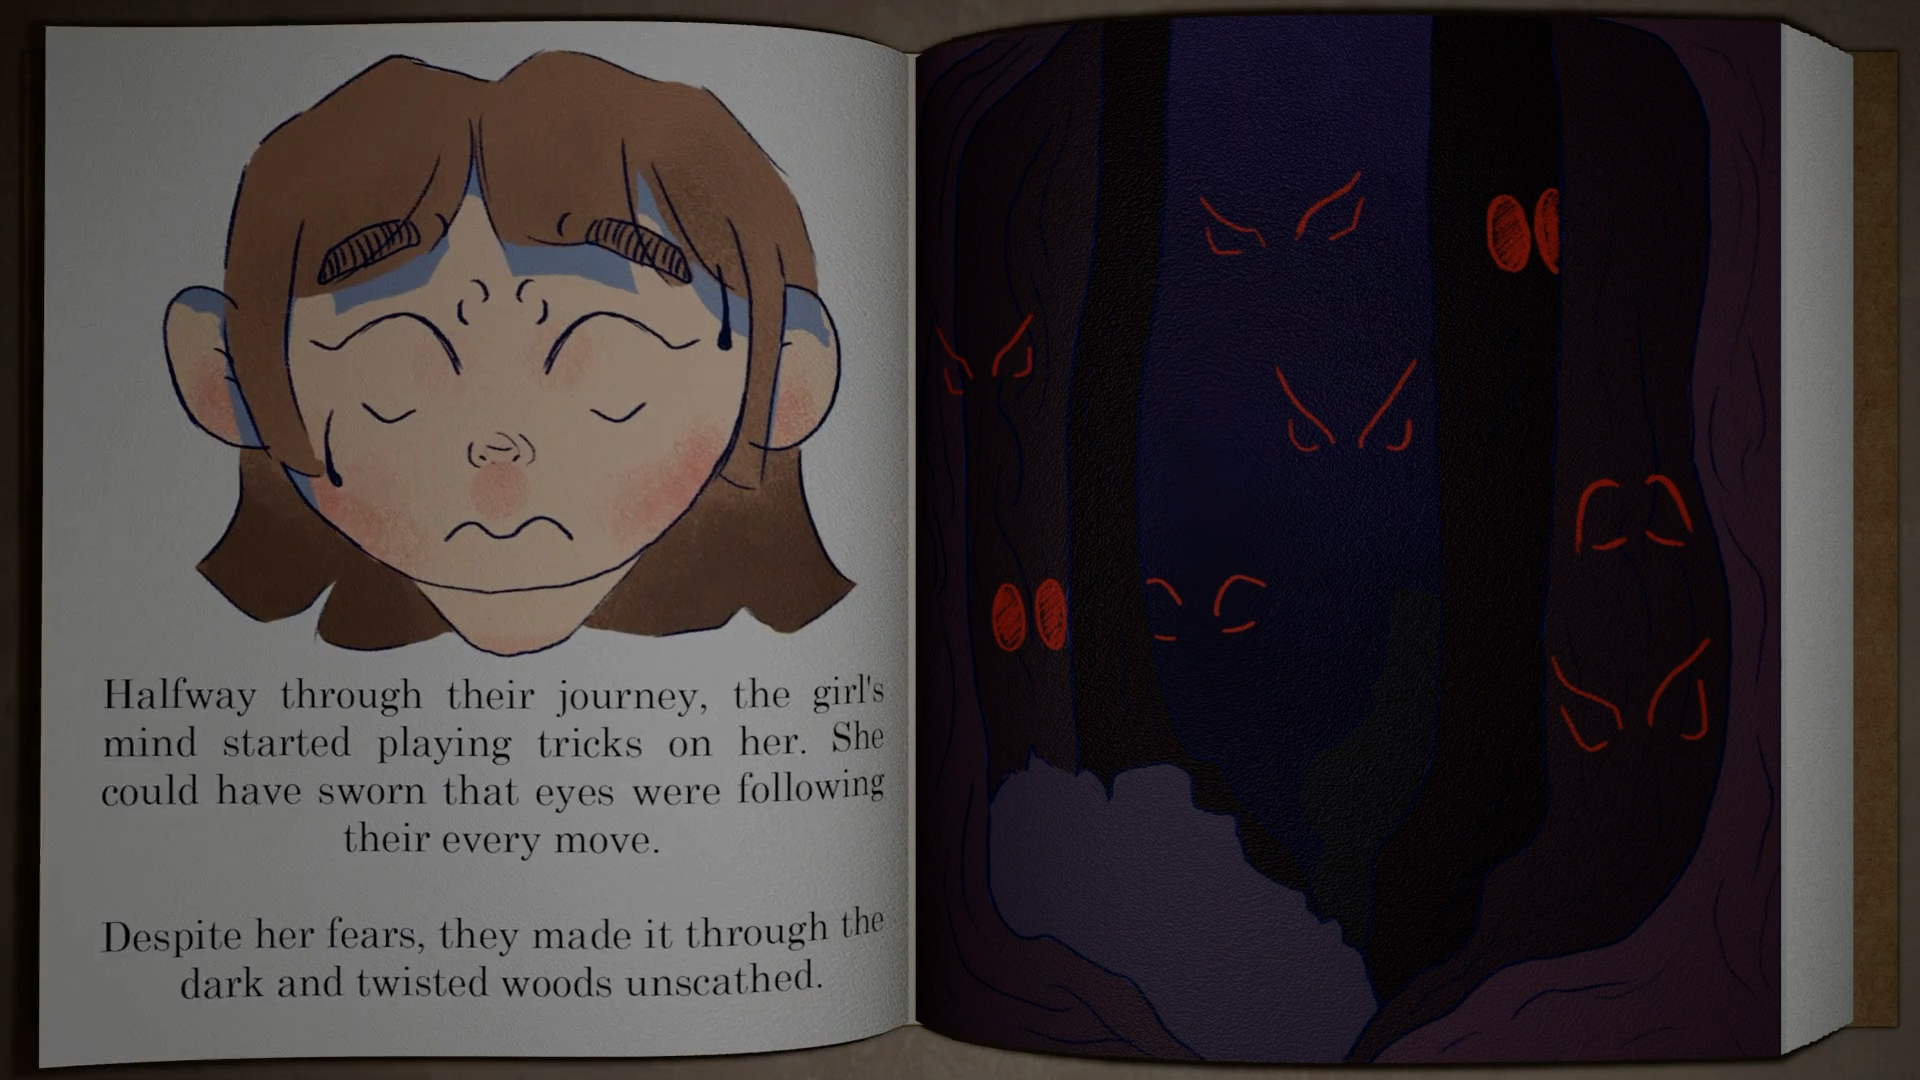 Halfway through their journey, the girl's
mind started playing tricks on her. She
could have sworn that eyes were following
their every move.
Despite her fears, they made it through the
dark and twisted woods unscathed.